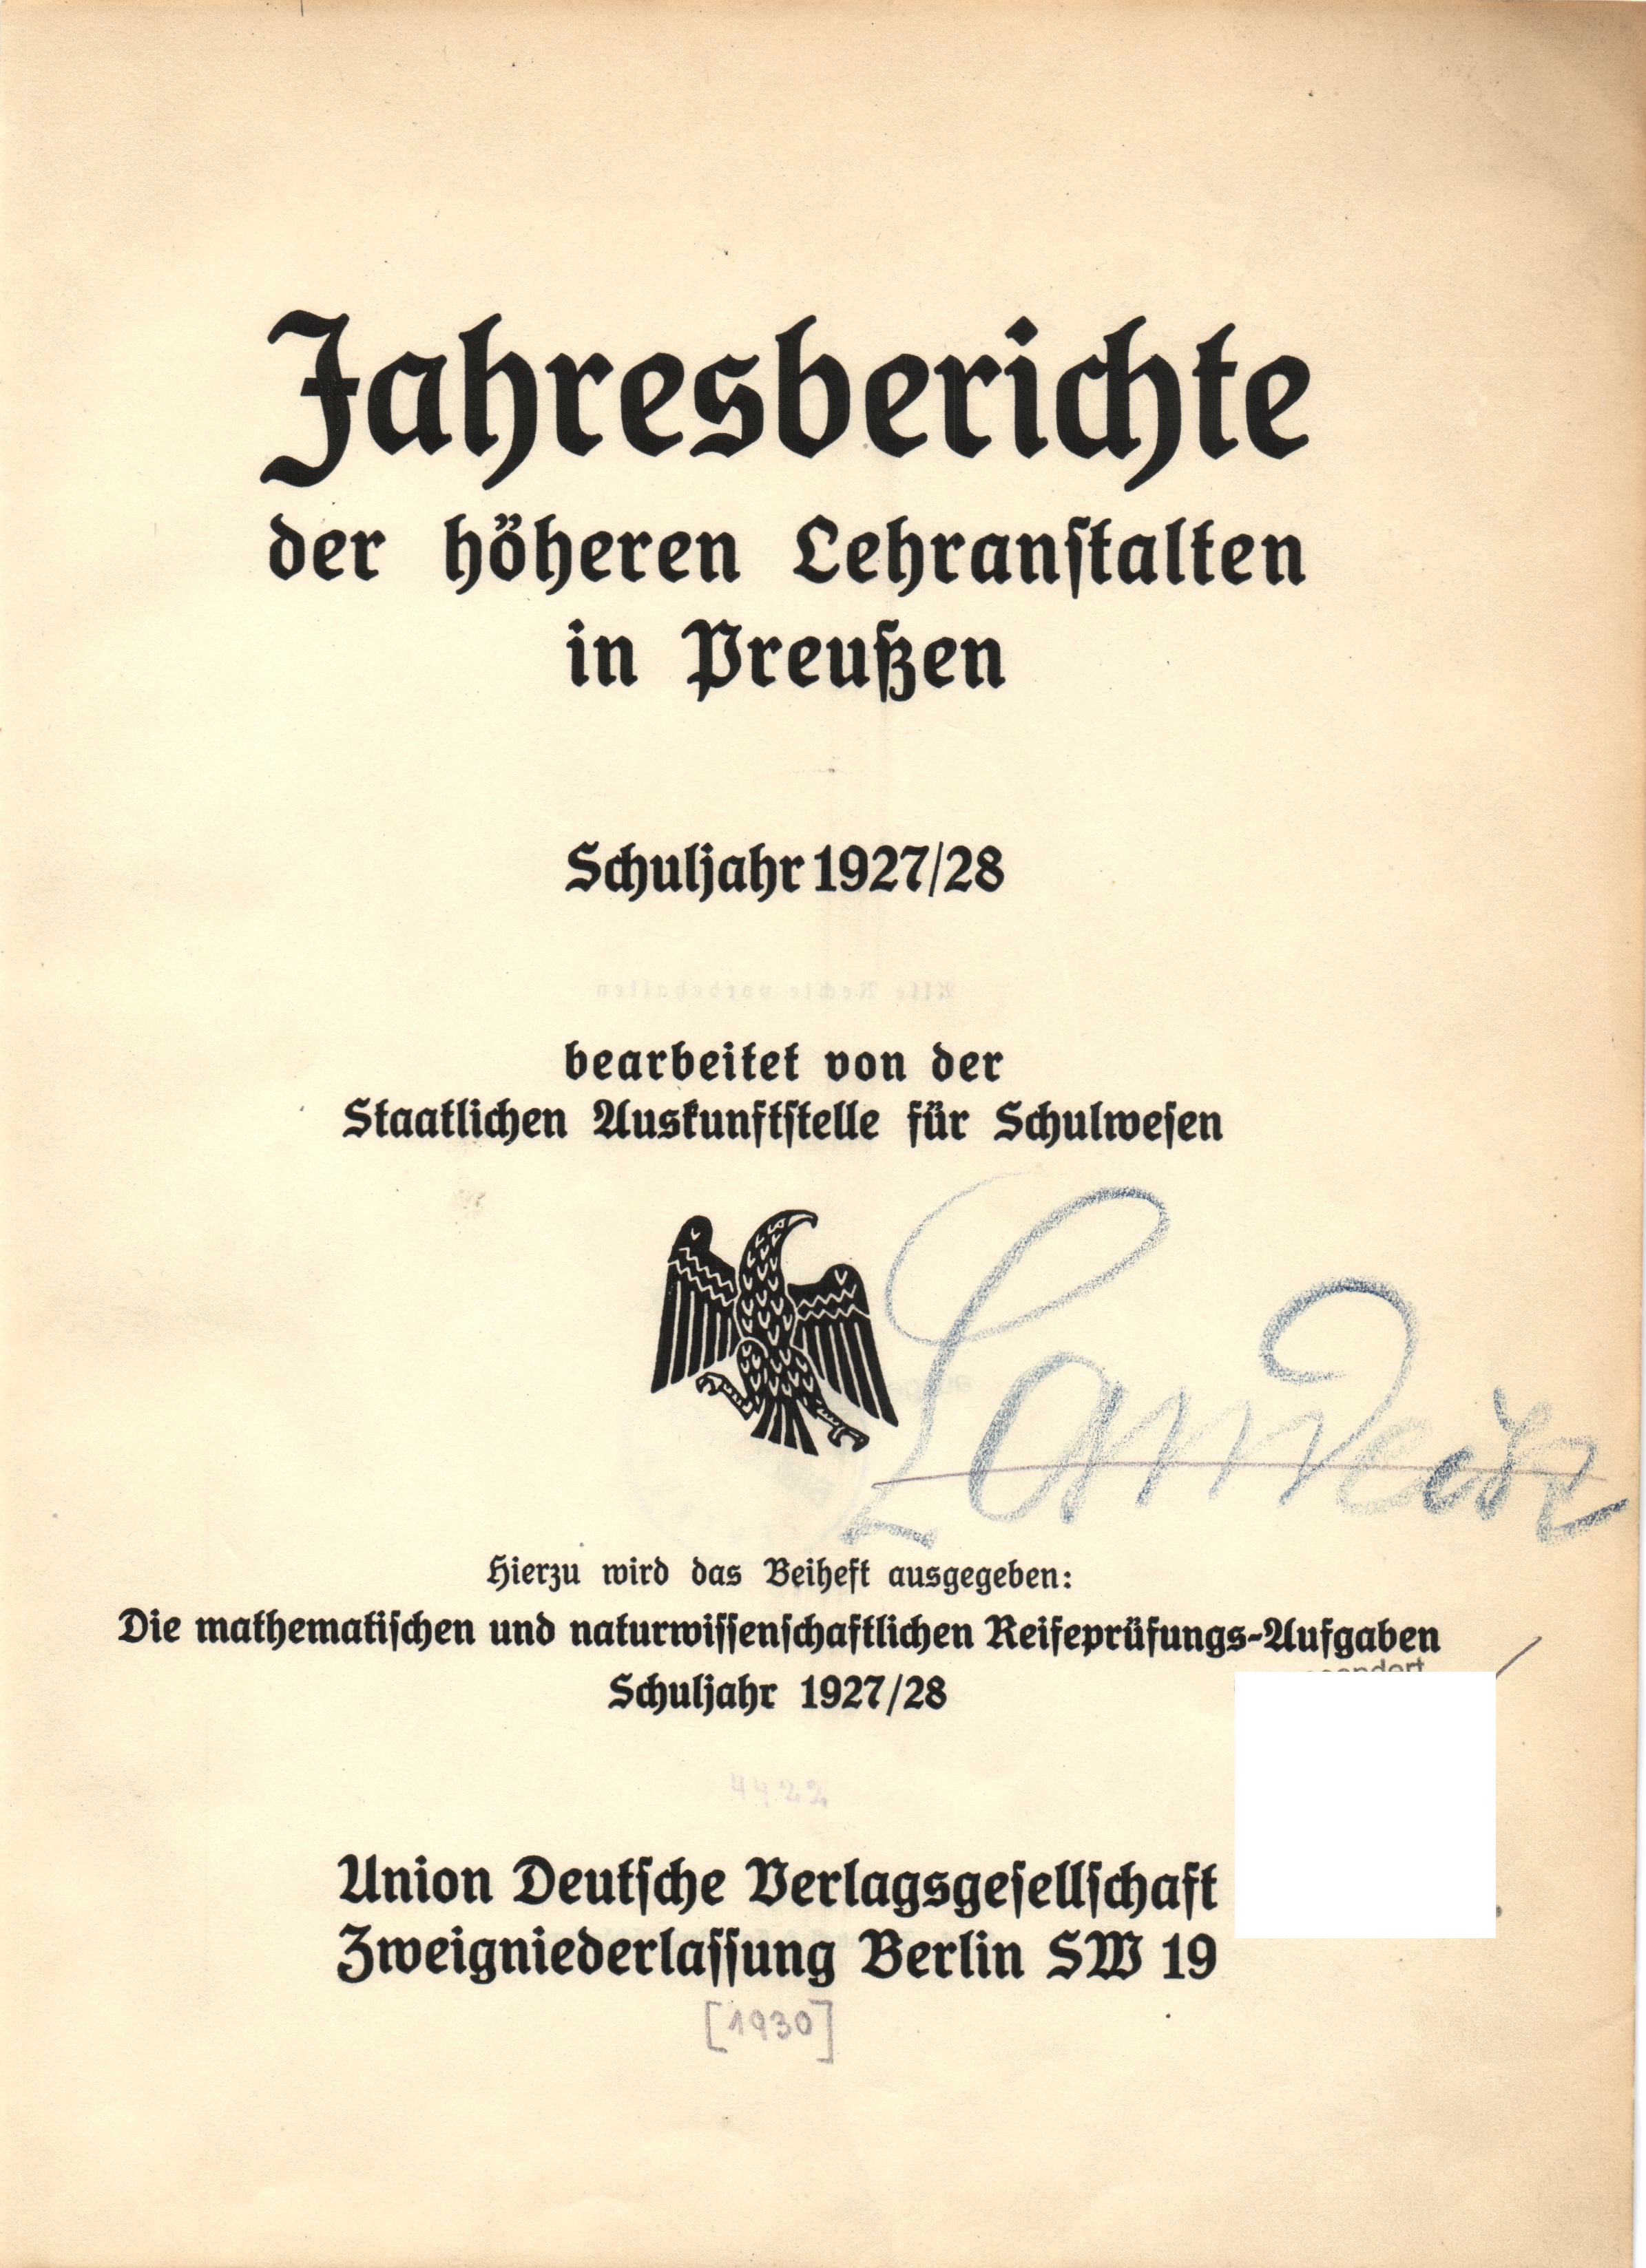 Jahresberichte
der höheren Lehranstalten
in Preußen
Schuljahr 1927/28
bearbeitet von der
Staatlichen Auskunftstelle für Schulwesen
Hierzu wird das Beiheft ausgegeben:
Die mathematischen und naturwissenschaftlichen Reifeprüfungs-Aufgaben
Schuljahr 1927/28
4422
Union Deutsche Verlagsgesellschaft
Zweigniederlassung Berlin SW 19
[1930]